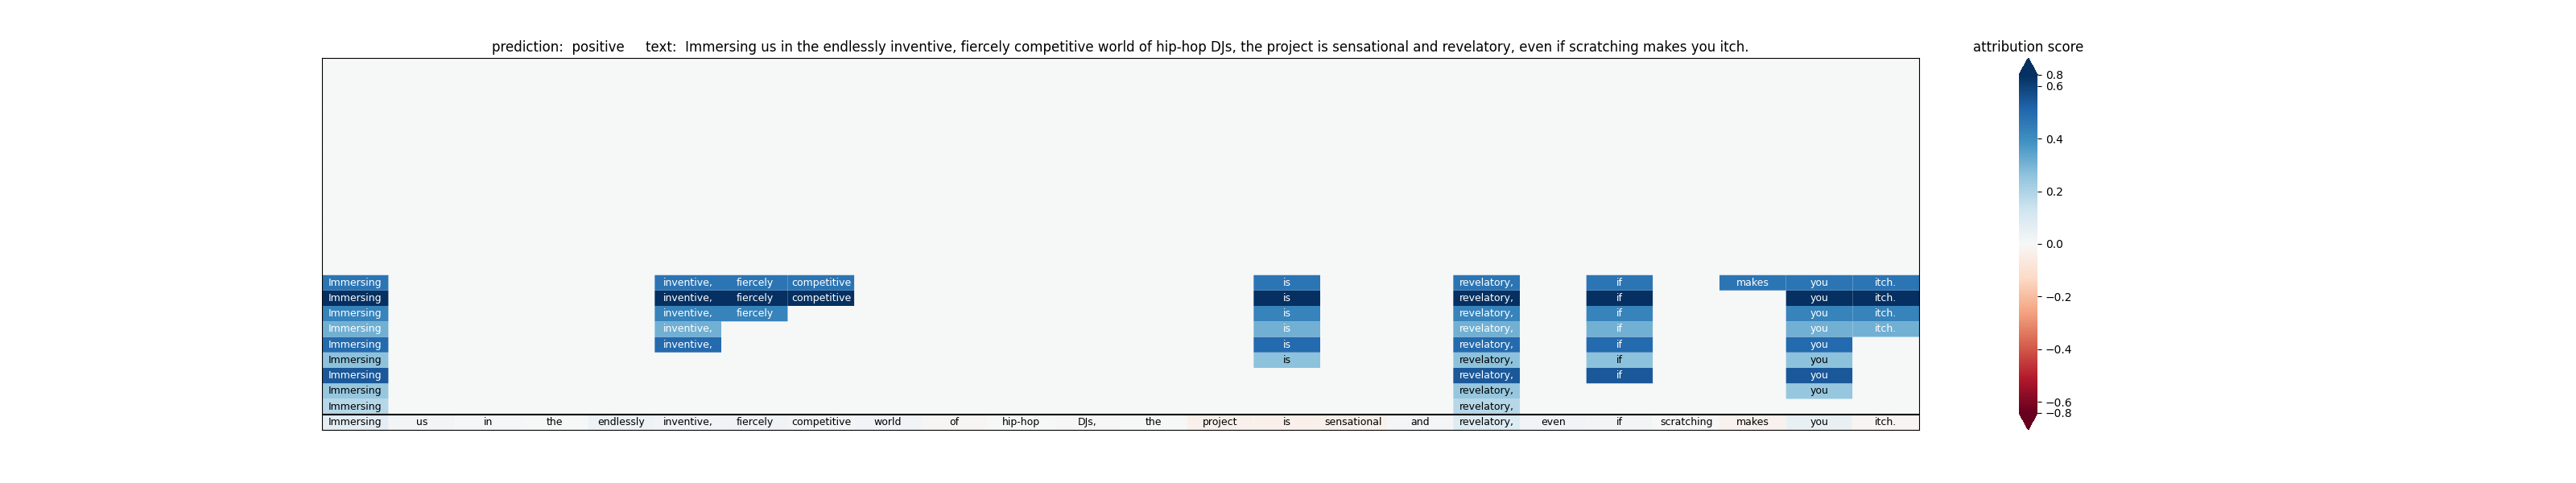 prediction:  positive     text:  Immersing us in the endlessly inventive, fiercely competitive world of hip-hop DJs, the project is sensational and revelatory, even if scratching makes you itch.
attribution score
0.8
0.6
0.4
0.2
0.0
−0.2
−0.4
−0.6
−0.8
Immersing inventive, fiercely competitive is revelatory, if makes you itch.
Immersing inventive, fiercely competitive is revelatory, if you itch.
Immersing inventive, fiercely is revelatory, if you itch.
Immersing inventive, is revelatory, if you itch.
Immersing inventive, is revelatory, if you
Immersing is revelatory, if you
Immersing revelatory, if you
Immersing revelatory, you
Immersing revelatory,
Immersing us in the endlessly inventive, fiercely competitive world of hip-hop DJs, the project is sensational and revelatory, even if scratching makes you itch.